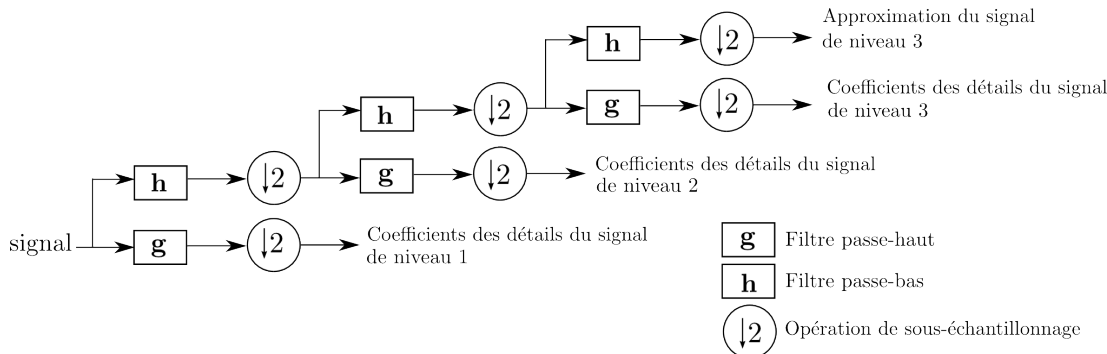 Approximation du signal
de niveau 3
h
↓2
Coefficients des détails du signal
de niveau 3
h
↓2
g
↓2
Coefficients des détails du signal
de niveau 2
h
↓2
g
↓2
signal
g
↓2
Coefficients des détails du signal
de niveau 1
g Filtre passe-haut
h Filtre passe-bas
↓2 Opération de sous-échantillonnage